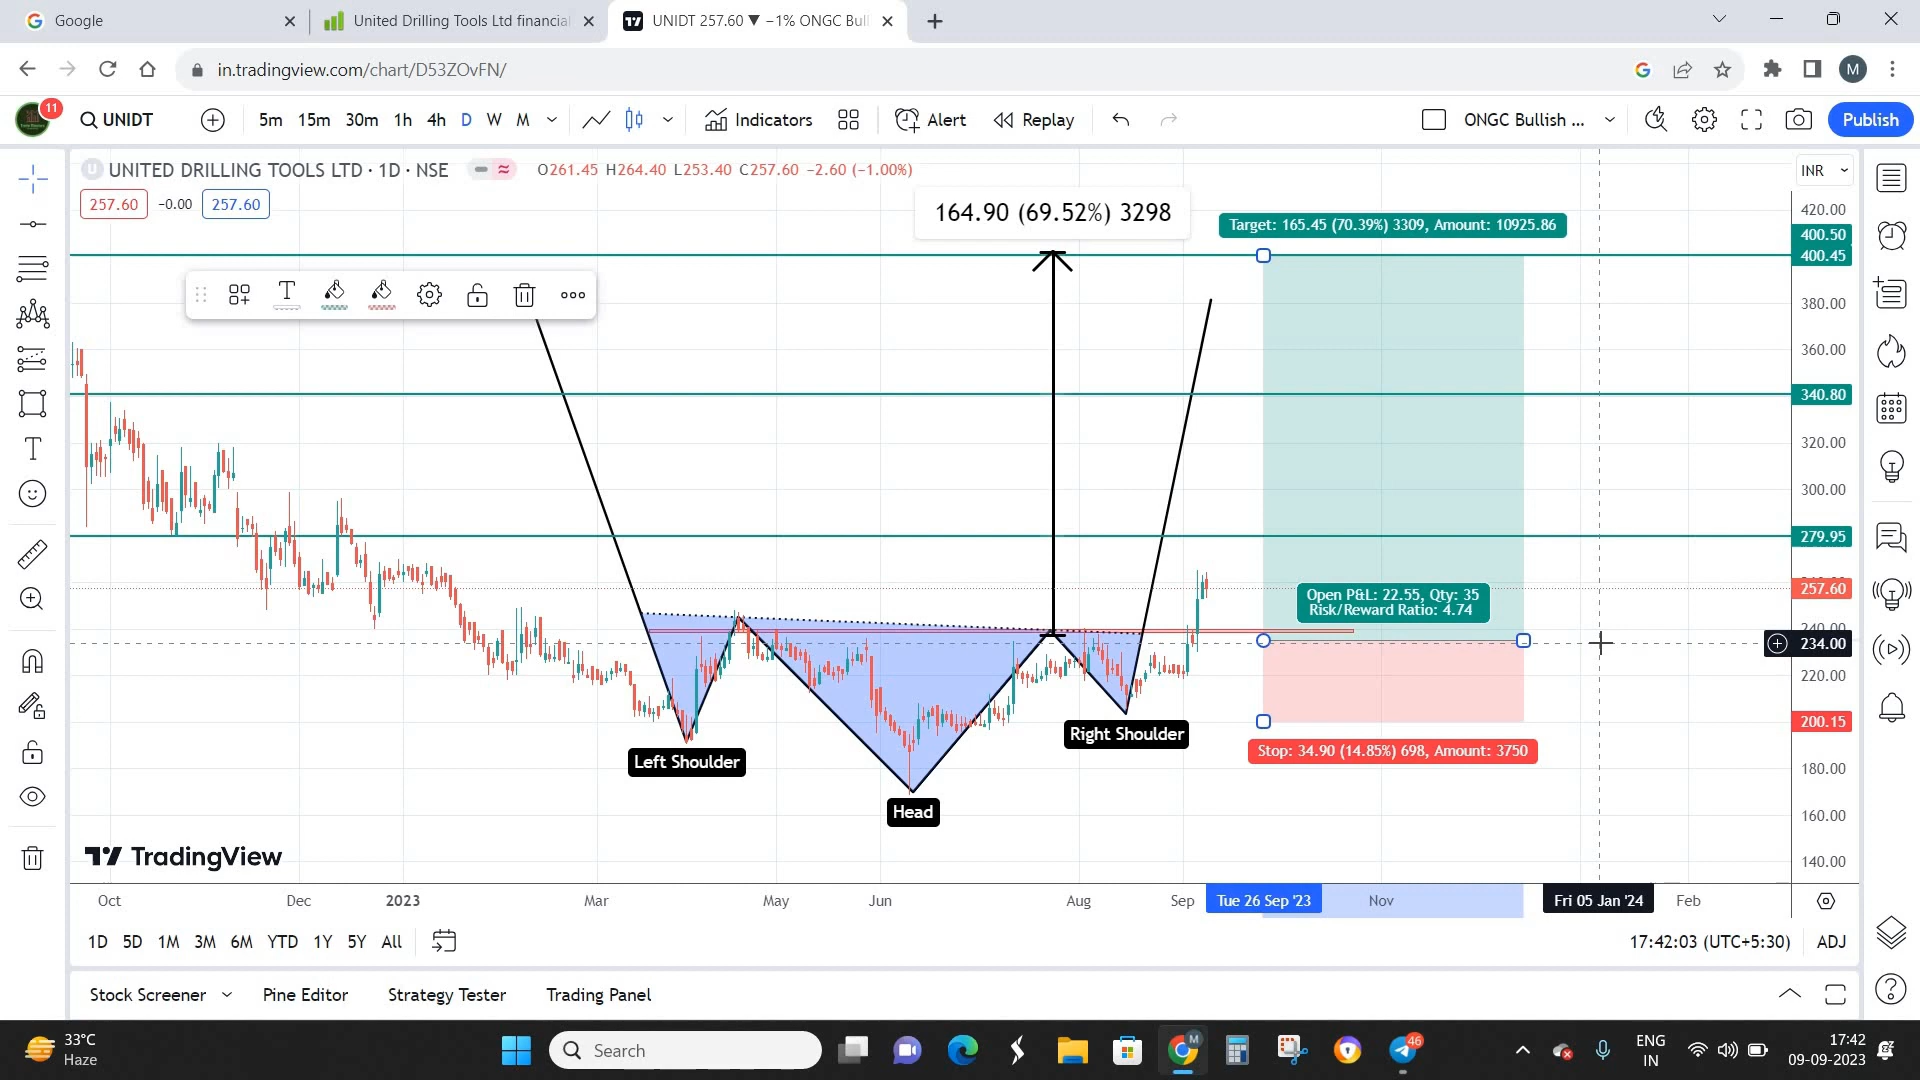 Google
United Drilling Tools Ltd financial
UNIDT 257.60 ▼ −1% ONGC Bull
in.tradingview.com/chart/D53ZOvFN/
M
11
UNIDT
5m 15m 30m 1h 4h D W M
Indicators
Alert
Replay
ONGC Bullish ...
Publish
UNITED DRILLING TOOLS LTD · 1D · NSE
O261.45 H264.40 L253.40 C257.60 −2.60 (−1.00%)
INR
257.60 -0.00 257.60
164.90 (69.52%) 3298
Target: 165.45 (70.39%) 3309, Amount: 10925.86
420.00
400.50
400.45
380.00
360.00
340.80
320.00
300.00
279.95
257.60
240.00
234.00
220.00
200.15
180.00
160.00
140.00
Open P&L: 22.55, Qty: 35
Risk/Reward Ratio: 4.74
Stop: 34.90 (14.85%) 698, Amount: 3750
Left Shoulder
Head
Right Shoulder
TradingView
Oct Dec 2023 Mar May Jun Aug Sep Tue 26 Sep '23 Nov Fri 05 Jan '24 Feb
1D 5D 1M 3M 6M YTD 1Y 5Y All
17:42:03 (UTC+5:30) ADJ
Stock Screener Pine Editor Strategy Tester Trading Panel
33°C
Haze
Search
M
46
ENG
IN
17:42
09-09-2023